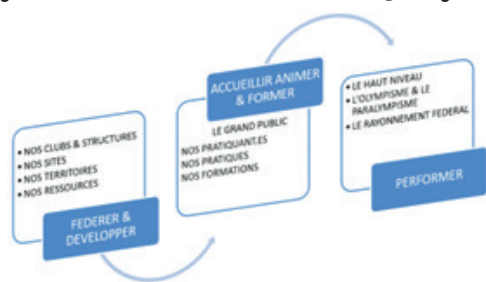 • NOS CLUBS & STRUCTURES
• NOS SITES
• NOS TERRITOIRES
• NOS RESSOURCES
FEDERER &
DEVELOPPER
ACCUEILLIR ANIMER
& FORMER
LE GRAND PUBLIC
NOS PRATIQUANT.ES
NOS PRATIQUES
NOS FORMATIONS
• LE HAUT NIVEAU
• L'OLYMPISME & LE
PARALYMPISME
• LE RAYONNEMENT FEDERAL
PERFORMER